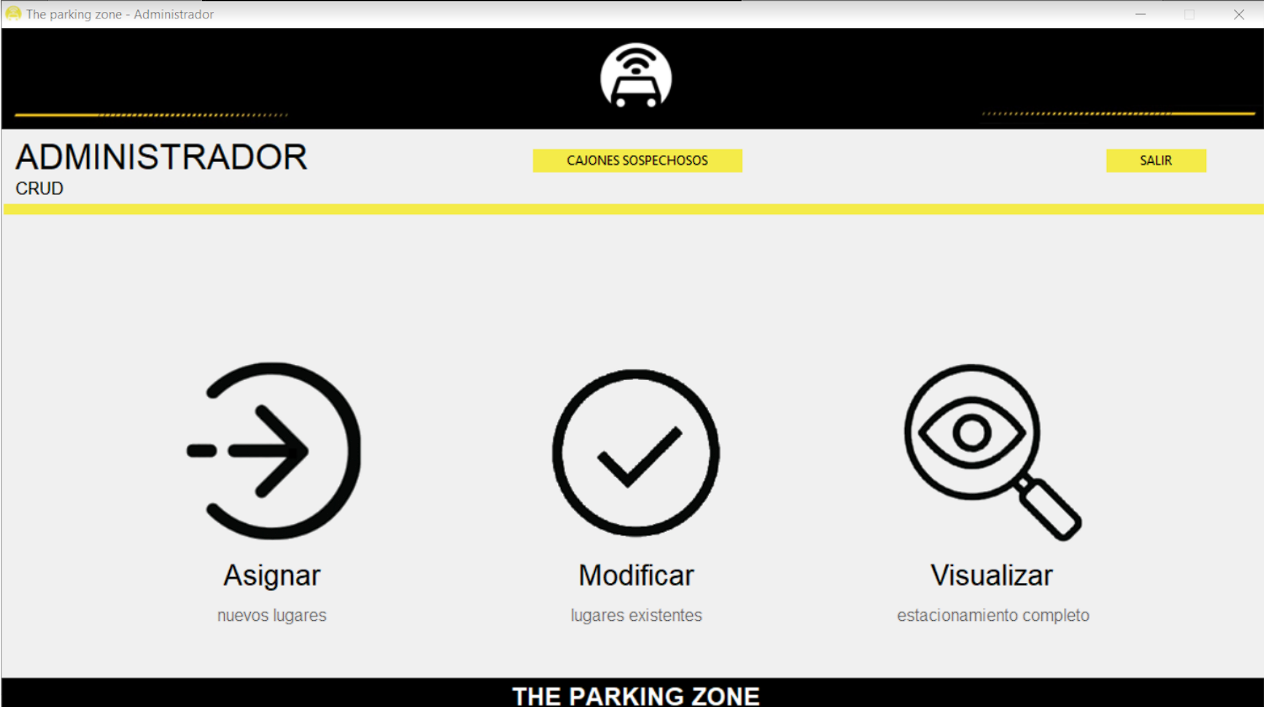 The parking zone - Administrador
ADMINISTRADOR
CRUD
CAJONES SOSPECHOSOS
SALIR
Asignar
nuevos lugares
Modificar
lugares existentes
Visualizar
estacionamiento completo
THE PARKING ZONE